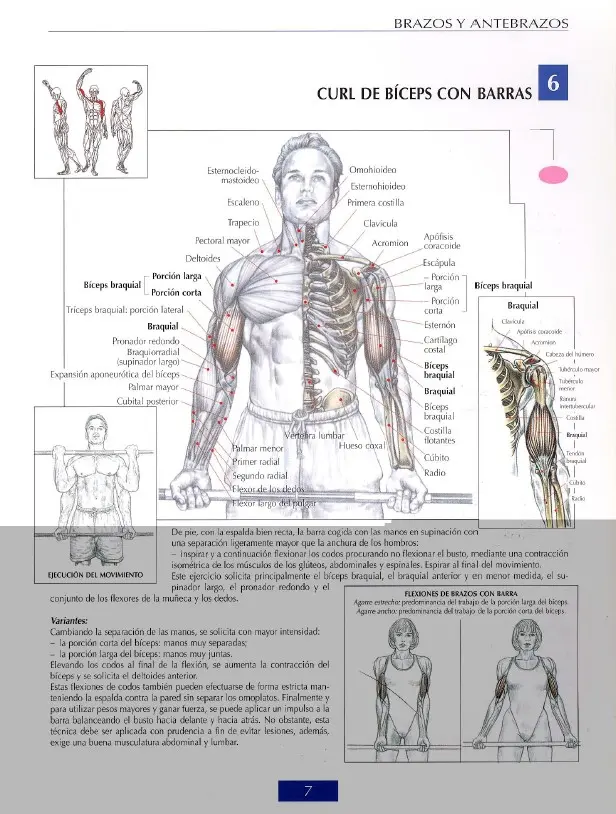 BRAZOS Y ANTEBRAZOS
CURL DE BÍCEPS CON BARRAS
6
Esternocleido-
mastoideo
Escaleno
Trapecio
Pectoral mayor
Deltoides
Bíceps braquial
Porción larga
Porción corta
Tríceps braquial: porción lateral
Braquial
Pronador redondo
Braquiorradial
(supinador largo)
Expansión aponeurótica del bíceps
Palmar mayor
Cubital posterior
Omohioideo
Esternohioideo
Primera costilla
Clavicula
Acromion
Apófisis
coracoide
Escápula
– Porción
larga
– Porción
corta
Bíceps braquial
Esternón
Cartílago
costal
Bíceps
braquial
Braquial
Bíceps
braquial
Costilla
flotantes
Cúbito
Radio
Vértebra lumbar
Hueso coxal
Palmar menor
Primer radial
Segundo radial
Flexor de los dedos
Flexor largo del pulgar
Braquial
Clavícula
Apófisis coracoide
Acromion
Cabeza del húmero
Tubérculo mayor
Tubérculo
menor
intertubercular
Costilla
Braquial
Tendón
braquial
Cúbito
Radio
EJECUCIÓN DEL MOVIMIENTO
De pie, con la espalda bien recta, la barra cogida con las manos en supinación con
una separación ligeramente mayor que la anchura de los hombros:
– inspirar y a continuación flexionar los codos procurando no flexionar el busto, mediante una contracción
isométrica de los músculos de los glúteos, abdominales y espinales. Espirar al final del movimiento.
Este ejercicio solicita principalmente el bíceps braquial, el braquial anterior y en menor medida, el su-
pinador largo, el pronador redondo y el
conjunto de los flexores de la muñeca y los dedos.
Variantes:
Cambiando la separación de las manos, se solicita con mayor intensidad:
– la porción corta del bíceps: manos muy separadas;
– la porción larga del bíceps: manos muy juntas.
Elevando los codos al final de la flexión, se aumenta la contracción del
bíceps y se solicita el deltoides anterior.
Estas flexiones de codos también pueden efectuarse de forma estricta man-
teniendo la espalda contra la pared sin separar los omoplatos. Finalmente y
para utilizar pesos mayores y ganar fuerza, se puede aplicar un impulso a la
barra balanceando el busto hacia delante y hacia atrás. No obstante, esta
técnica debe ser aplicada con prudencia a fin de evitar lesiones, además,
exige una buena musculatura abdominal y lumbar.
FLEXIONES DE BRAZOS CON BARRA
Agarre estrecho: predominancia del trabajo de la porción larga del bíceps.
Agarre ancho: predominancia del trabajo de la porción corta del bíceps.
7